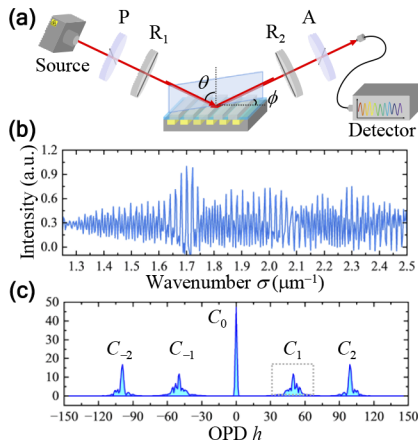 (a)
P
R1
R2
A
Source
θ
ϕ
Detector
(b)
Intensity (a.u.)
0.9
0.6
0.3
0.0
1.3 1.4 1.5 1.6 1.7 1.8 1.9 2.0 2.1 2.2 2.3 2.4 2.5
Wavenumber σ (μm⁻¹)
(c)
50
40
30
20
10
0
C₋₂
C₋₁
C₀
C₁
C₂
−150 −120 −90 −60 −30 0 30 60 90 120 150
OPD h